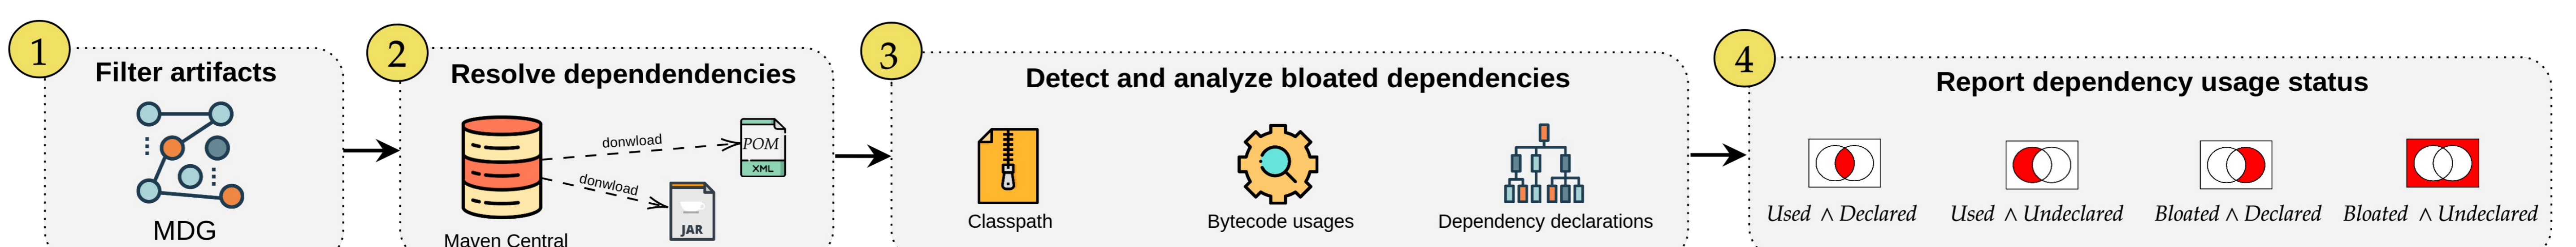 1
Filter artifacts
MDG
2
Resolve dependendencies
donwload
POM
XML
donwload
JAR
Maven Central
3
Detect and analyze bloated dependencies
Classpath
Bytecode usages
Dependency declarations
4
Report dependency usage status
Used ∧ Declared
Used ∧ Undeclared
Bloated ∧ Declared
Bloated ∧ Undeclared